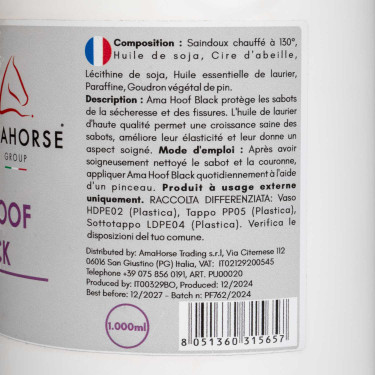 Composition : Saindoux chauffé à 130°,
Huile de soja, Cire d'abeille,
Lécithine de soja, Huile essentielle de laurier,
Paraffine, Goudron végétal de pin.
Description : Ama Hoof Black protège les sabots
de la sécheresse et des fissures. L'huile de laurier
de haute qualité permet une croissance saine des
sabots, améliore leur élasticité et leur donne un
aspect soigné. Mode d'emploi : Après avoir
soigneusement nettoyé le sabot et la couronne,
appliquer Ama Hoof Black quotidiennement à l'aide
d'un pinceau. Produit à usage externe
uniquement. RACCOLTA DIFFERENZIATA: Vaso
HDPE02 (Plastica), Tappo PP05 (Plastica),
Sottotappo LDPE04 (Plastica). Verifica le
disposizioni del tuo comune.
Distributed by: AmaHorse Trading s.r.l, Via Citernese 112
06016 San Giustino (PG) Italia, VAT: IT02129200545
Telephone +39 075 856 0191, ART. PU00020
Produced by: IT00329BO, Produced: 12/2024
Best before: 12/2027 - Batch n: PF762/2024
1.000ml
8 051360 315657
AHORSE
GROUP
OOF
CK